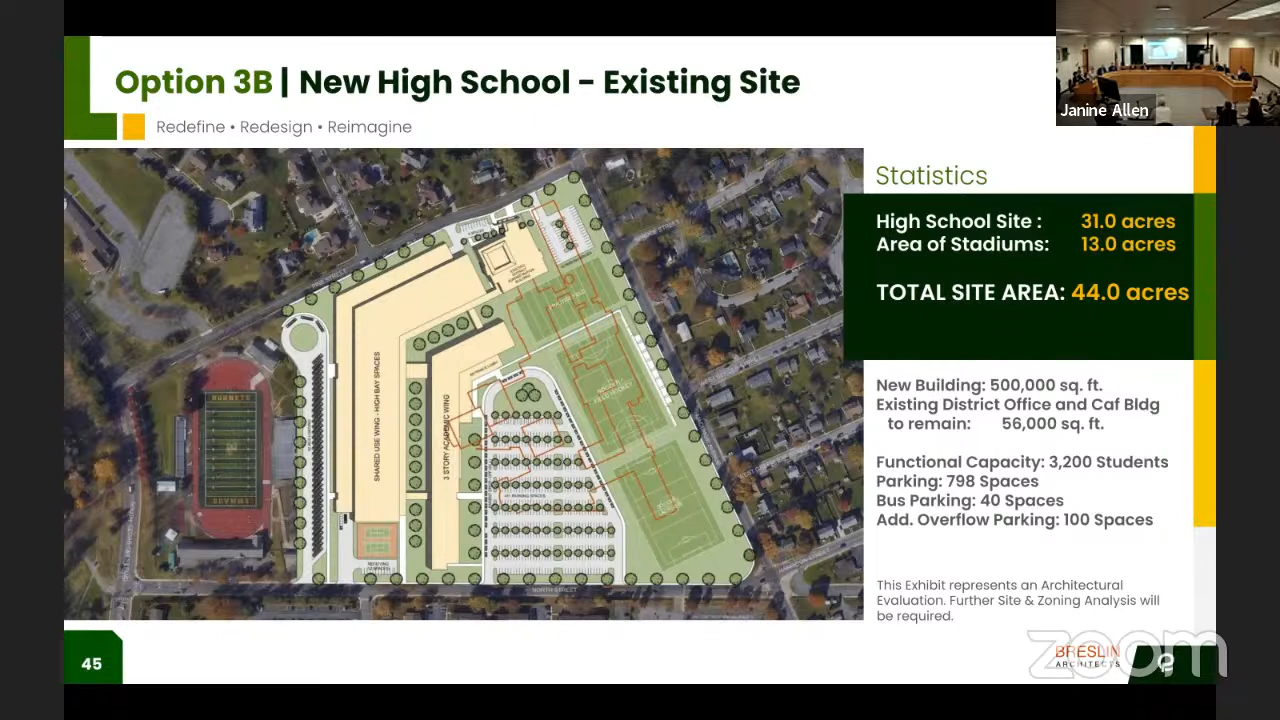 Option 3B | New High School - Existing Site
Redefine • Redesign • Reimagine
Janine Allen
Statistics
High School Site : 31.0 acres
Area of Stadiums: 13.0 acres
TOTAL SITE AREA: 44.0 acres
New Building: 500,000 sq. ft.
Existing District Office and Caf Bldg
to remain: 56,000 sq. ft.
Functional Capacity: 3,200 Students
Parking: 798 Spaces
Bus Parking: 40 Spaces
Add. Overflow Parking: 100 Spaces
This Exhibit represents an Architectural
Evaluation. Further Site & Zoning Analysis will
be required.
SHARED USE WING - HIGH BAY SPACES
3 STORY ACADEMIC WING
NORTH STREET
45
BRESLIN
ARCHITECTS
zoom